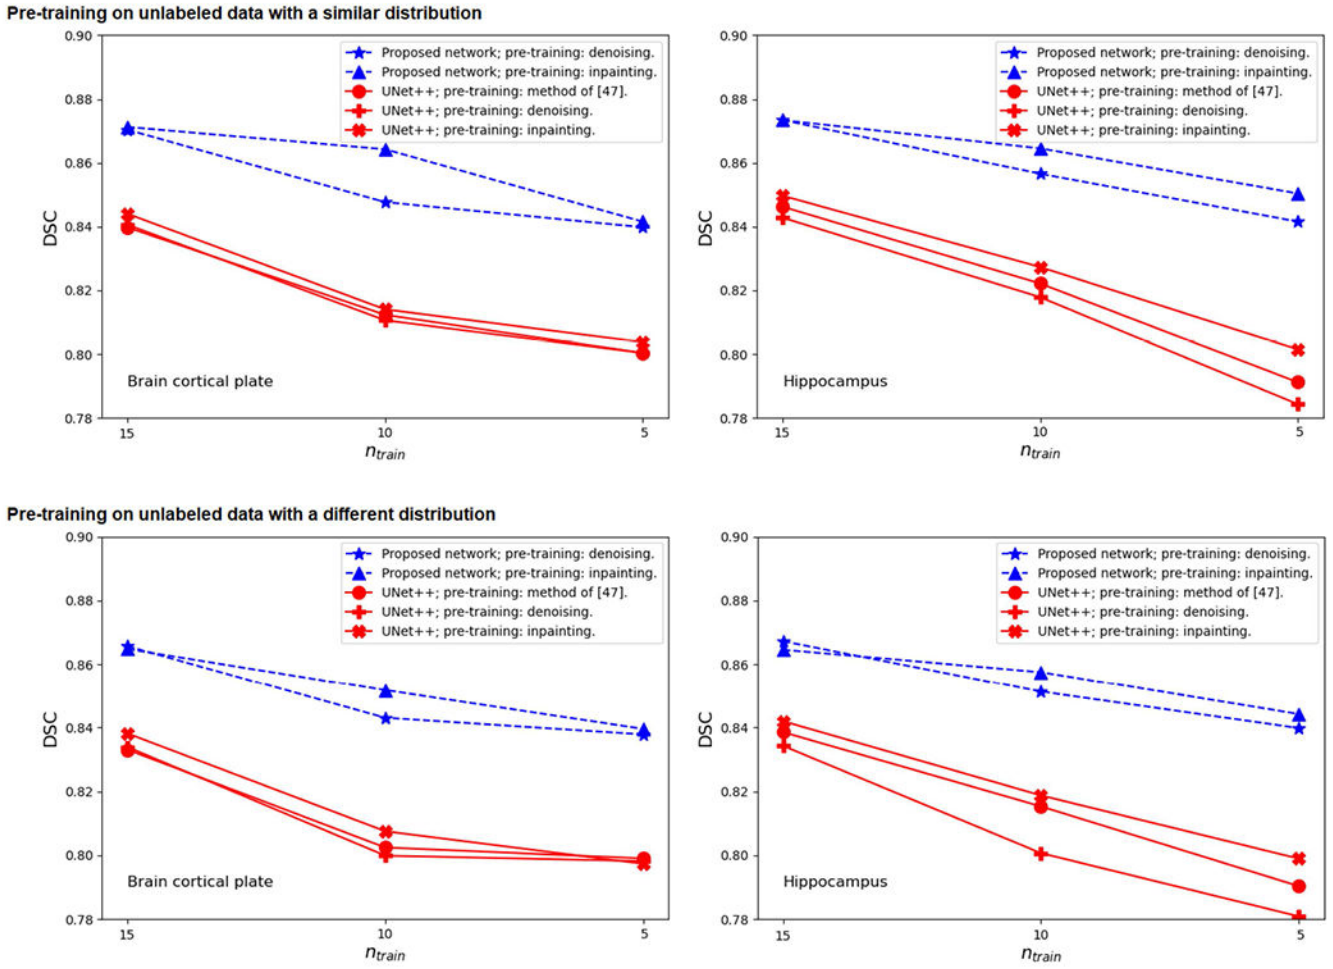 Pre-training on unlabeled data with a similar distribution
0.90
0.88
0.86
0.84
0.82
0.80
0.78
DSC
Proposed network; pre-training: denoising.
Proposed network; pre-training: inpainting.
UNet++; pre-training: method of [47].
UNet++; pre-training: denoising.
UNet++; pre-training: inpainting.
Brain cortical plate
15
10
5
n_train
0.90
0.88
0.86
0.84
0.82
0.80
0.78
DSC
Proposed network; pre-training: denoising.
Proposed network; pre-training: inpainting.
UNet++; pre-training: method of [47].
UNet++; pre-training: denoising.
UNet++; pre-training: inpainting.
Hippocampus
15
10
5
n_train
Pre-training on unlabeled data with a different distribution
0.90
0.88
0.86
0.84
0.82
0.80
0.78
DSC
Proposed network; pre-training: denoising.
Proposed network; pre-training: inpainting.
UNet++; pre-training: method of [47].
UNet++; pre-training: denoising.
UNet++; pre-training: inpainting.
Brain cortical plate
15
10
5
n_train
0.90
0.88
0.86
0.84
0.82
0.80
0.78
DSC
Proposed network; pre-training: denoising.
Proposed network; pre-training: inpainting.
UNet++; pre-training: method of [47].
UNet++; pre-training: denoising.
UNet++; pre-training: inpainting.
Hippocampus
15
10
5
n_train